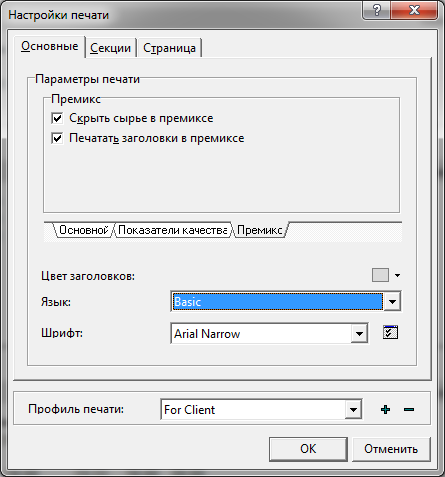 Настройки печати
Основные Секции Страница
Параметры печати
Премикс
Скрыть сырье в премиксе
Печатать заголовки в премиксе
Основной Показатели качества Премикс
Цвет заголовков:
Язык: Basic
Шрифт: Arial Narrow
Профиль печати: For Client
OK Отменить